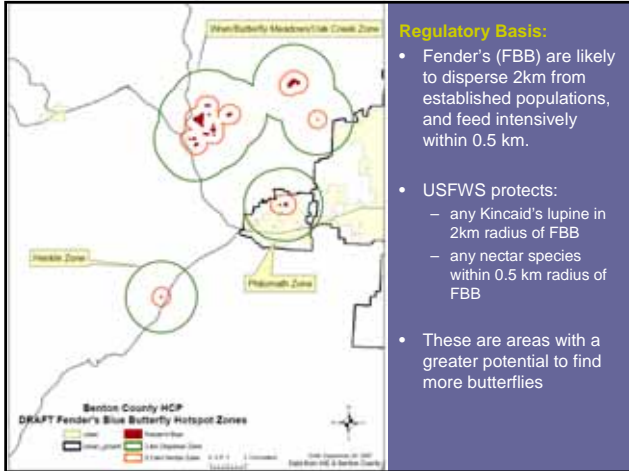 Wren/Butterfly Meadows/Oak Creek Zone
Henkle Zone
Philomath Zone
Benton County HCP
DRAFT Fender's Blue Butterfly Hotspot Zones
Regulatory Basis:
• Fender's (FBB) are likely
to disperse 2km from
established populations,
and feed intensively
within 0.5 km.
• USFWS protects:
– any Kincaid's lupine in
2km radius of FBB
– any nectar species
within 0.5 km radius of
FBB
• These are areas with a
greater potential to find
more butterflies